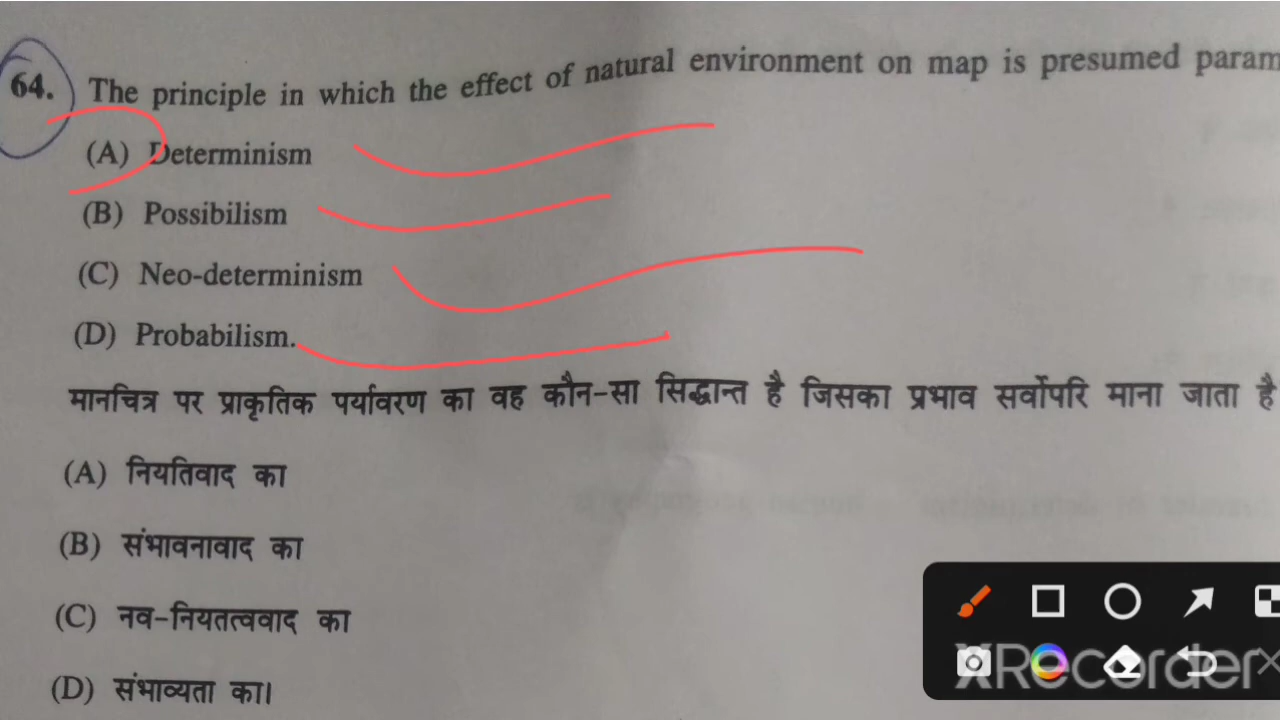 64. The principle in which the effect of natural environment on map is presumed param
(A) Determinism
(B) Possibilism
(C) Neo-determinism
(D) Probabilism.
मानचित्र पर प्राकृतिक पर्यावरण का वह कौन-सा सिद्धान्त है जिसका प्रभाव सर्वोपरि माना जाता है
(A) नियतिवाद का
(B) संभावनावाद का
(C) नव-नियतत्ववाद का
(D) संभाव्यता का।
XRecorder